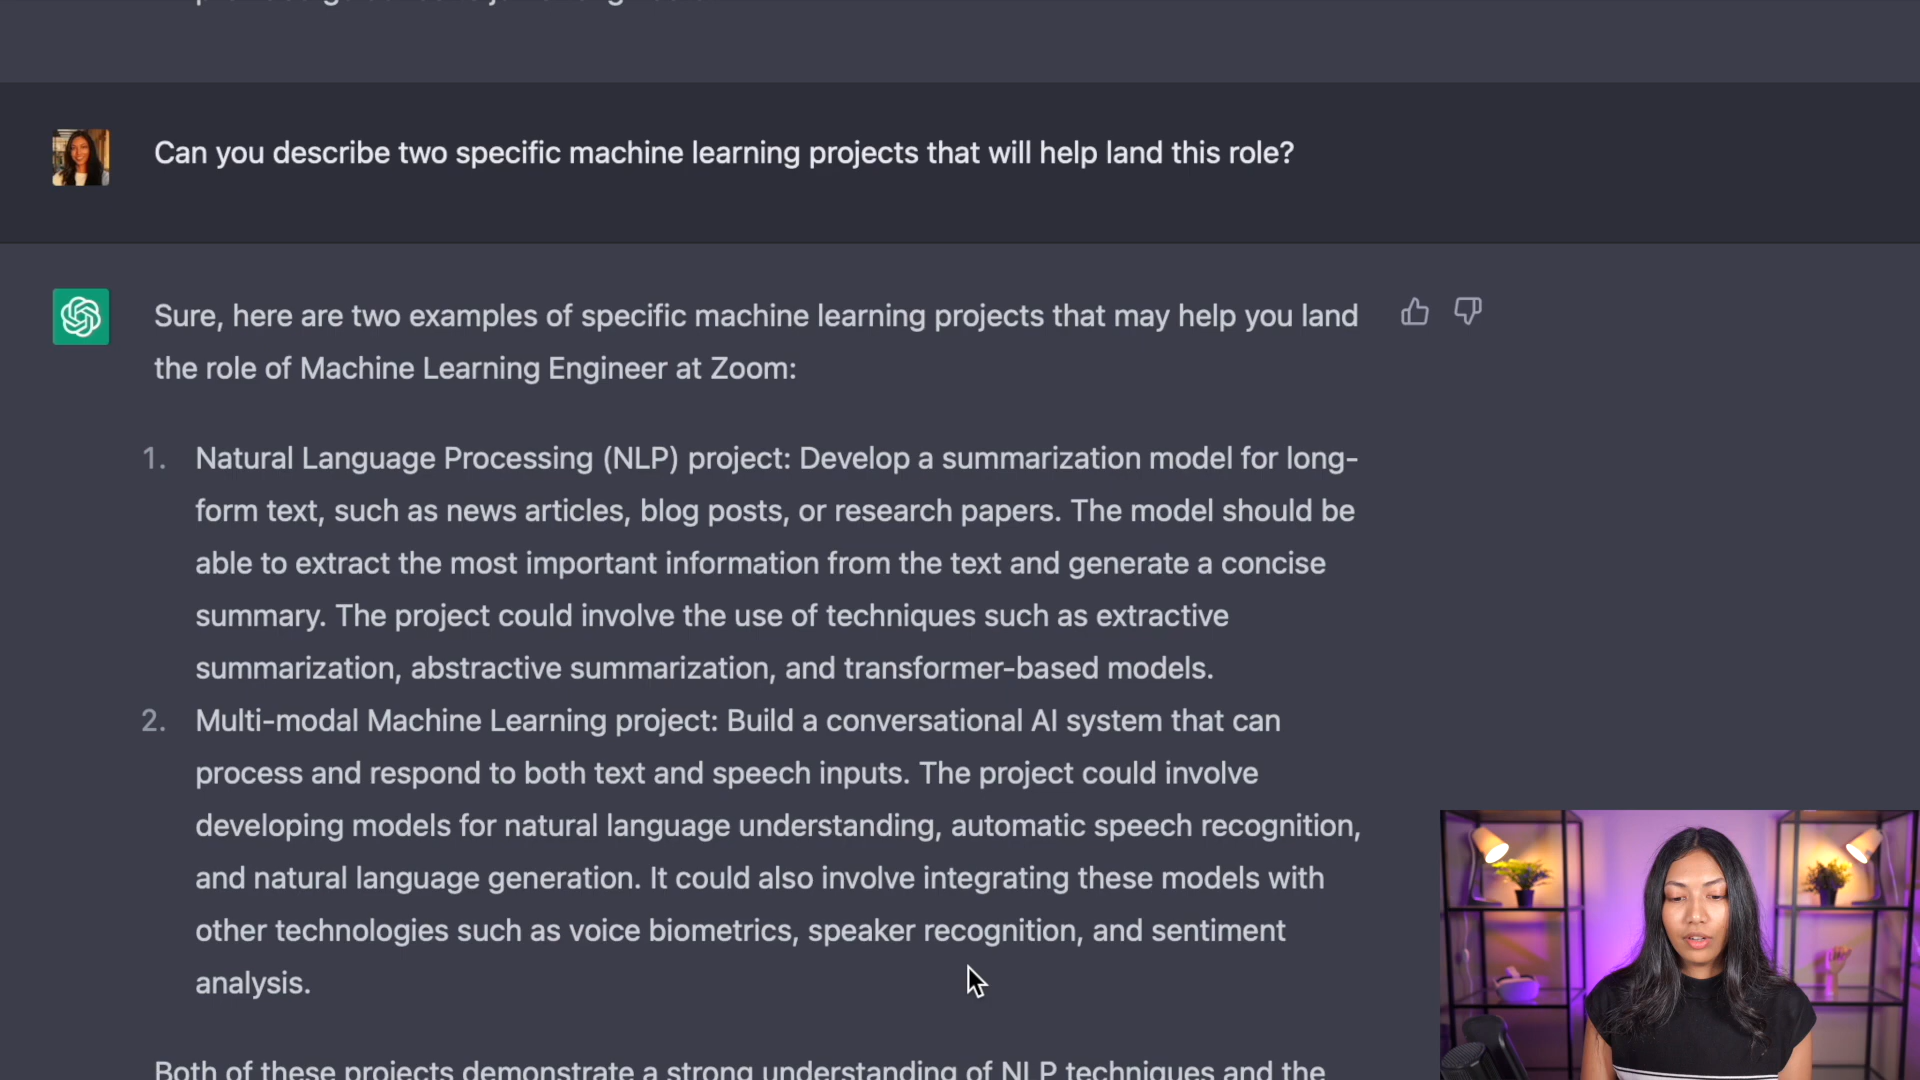 Can you describe two specific machine learning projects that will help land this role?
Sure, here are two examples of specific machine learning projects that may help you land
the role of Machine Learning Engineer at Zoom:
1. Natural Language Processing (NLP) project: Develop a summarization model for long-
form text, such as news articles, blog posts, or research papers. The model should be
able to extract the most important information from the text and generate a concise
summary. The project could involve the use of techniques such as extractive
summarization, abstractive summarization, and transformer-based models.
2. Multi-modal Machine Learning project: Build a conversational AI system that can
process and respond to both text and speech inputs. The project could involve
developing models for natural language understanding, automatic speech recognition,
and natural language generation. It could also involve integrating these models with
other technologies such as voice biometrics, speaker recognition, and sentiment
analysis.
Both of these projects demonstrate a strong understanding of NLP techniques and the